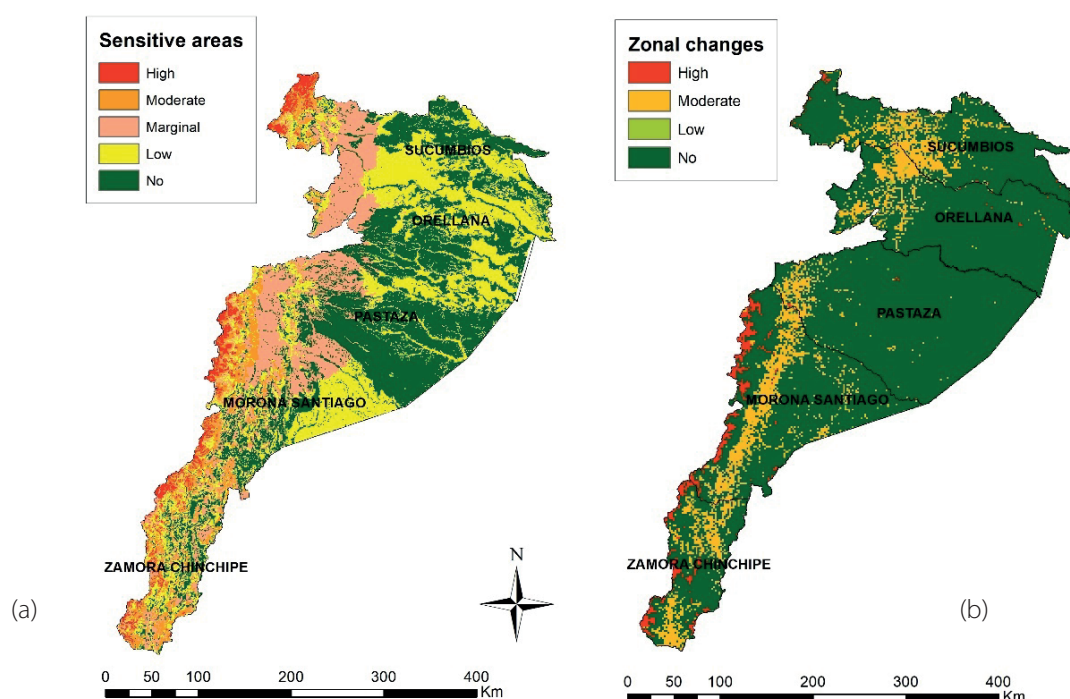 Sensitive areas
High
Moderate
Marginal
Low
No
SUCUMBIOS
ORELLANA
PASTAZA
MORONA SANTIAGO
ZAMORA CHINCHIPE
(a)
N
0 50 100 200 300 400
Km
Zonal changes
High
Moderate
Low
No
SUCUMBIOS
ORELLANA
PASTAZA
MORONA SANTIAGO
ZAMORA CHINCHIPE
(b)
0 50 100 200 300 400
Km